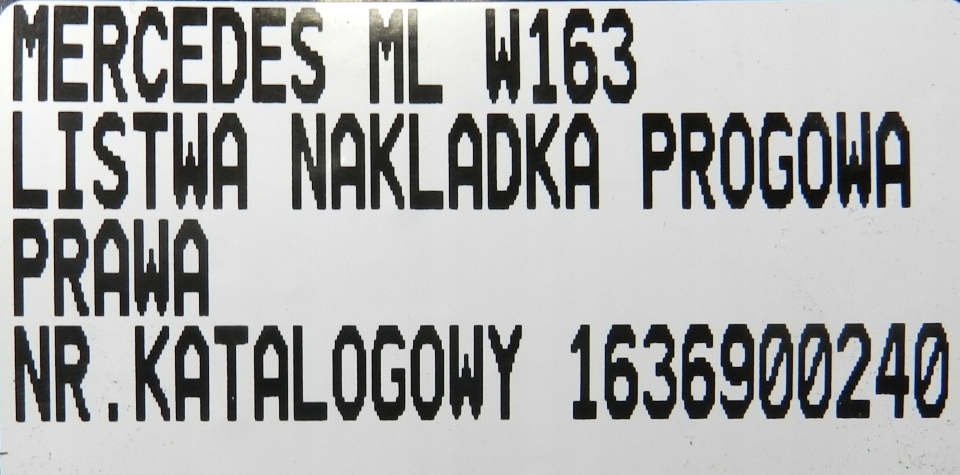 MERCEDES ML W163
LISTWA NAKLADKA PROGOWA
PRAWA
NR.KATALOGOWY 1636900240